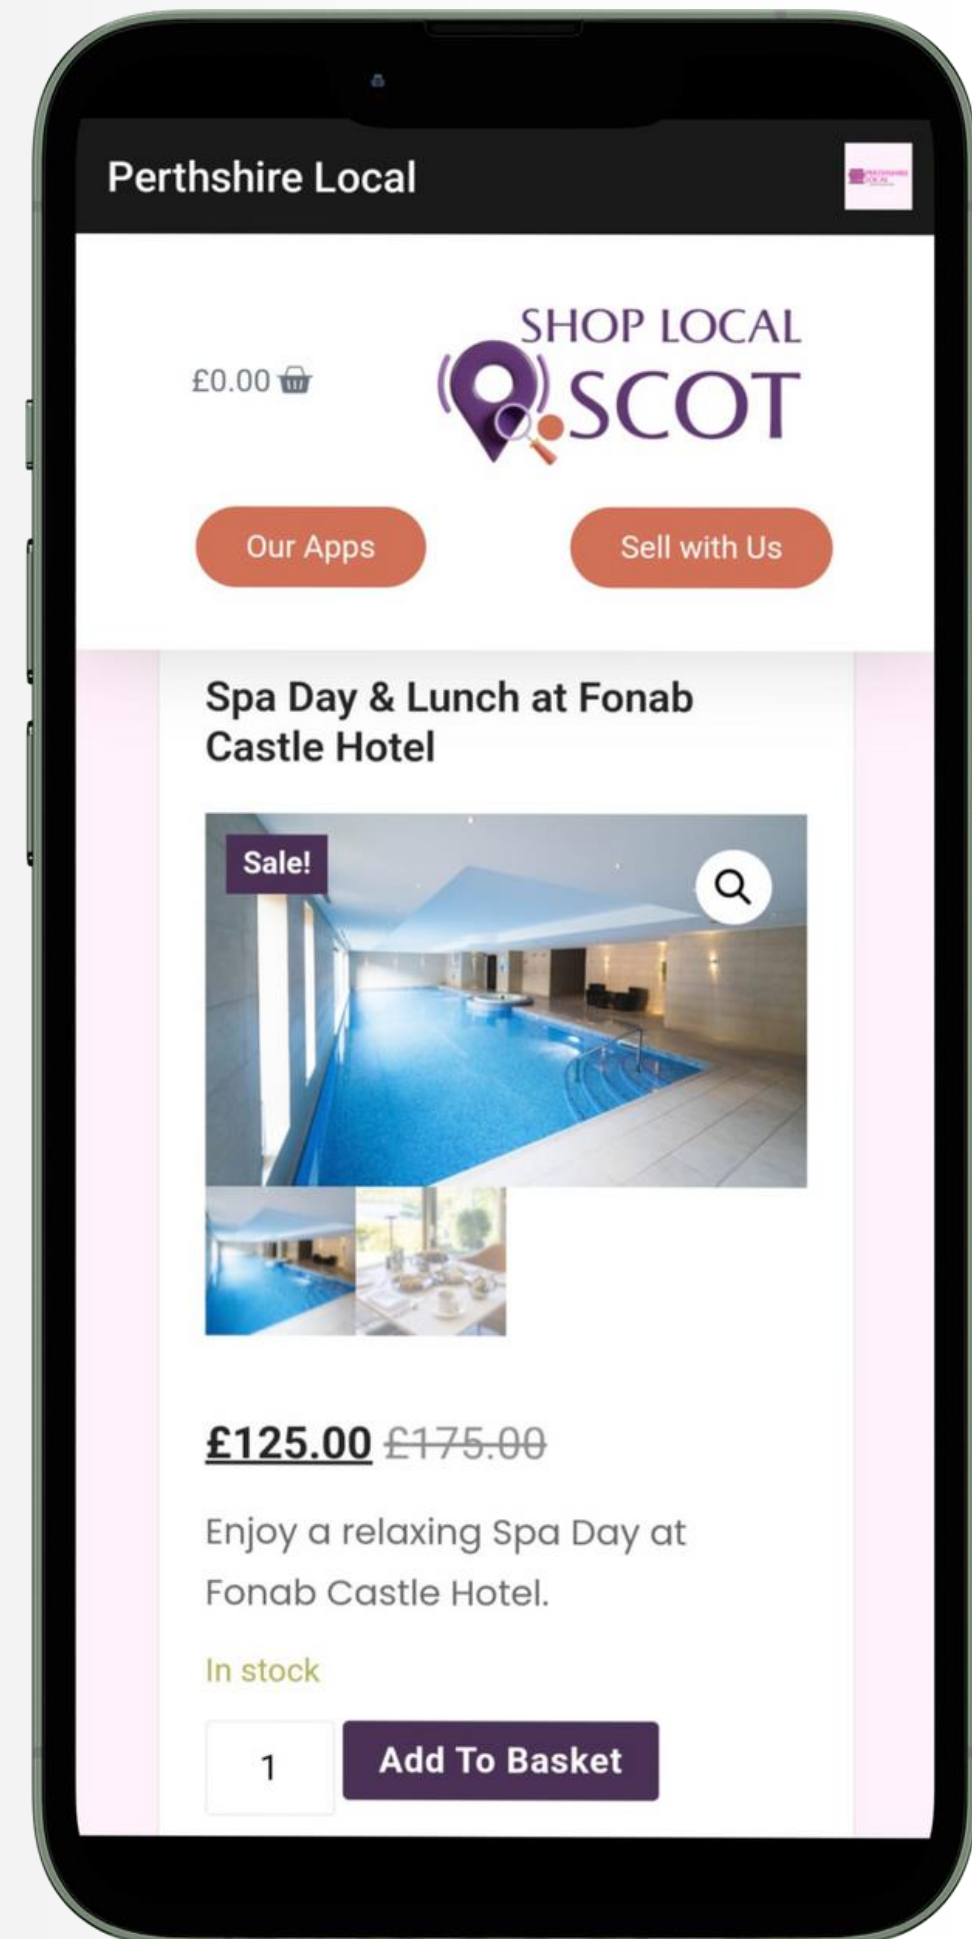 Perthshire Local
£0.00
SHOP LOCAL
SCOT
Our Apps
Sell with Us
Spa Day & Lunch at Fonab
Castle Hotel
Sale!
£125.00 £175.00
Enjoy a relaxing Spa Day at
Fonab Castle Hotel.
In stock
1
Add To Basket